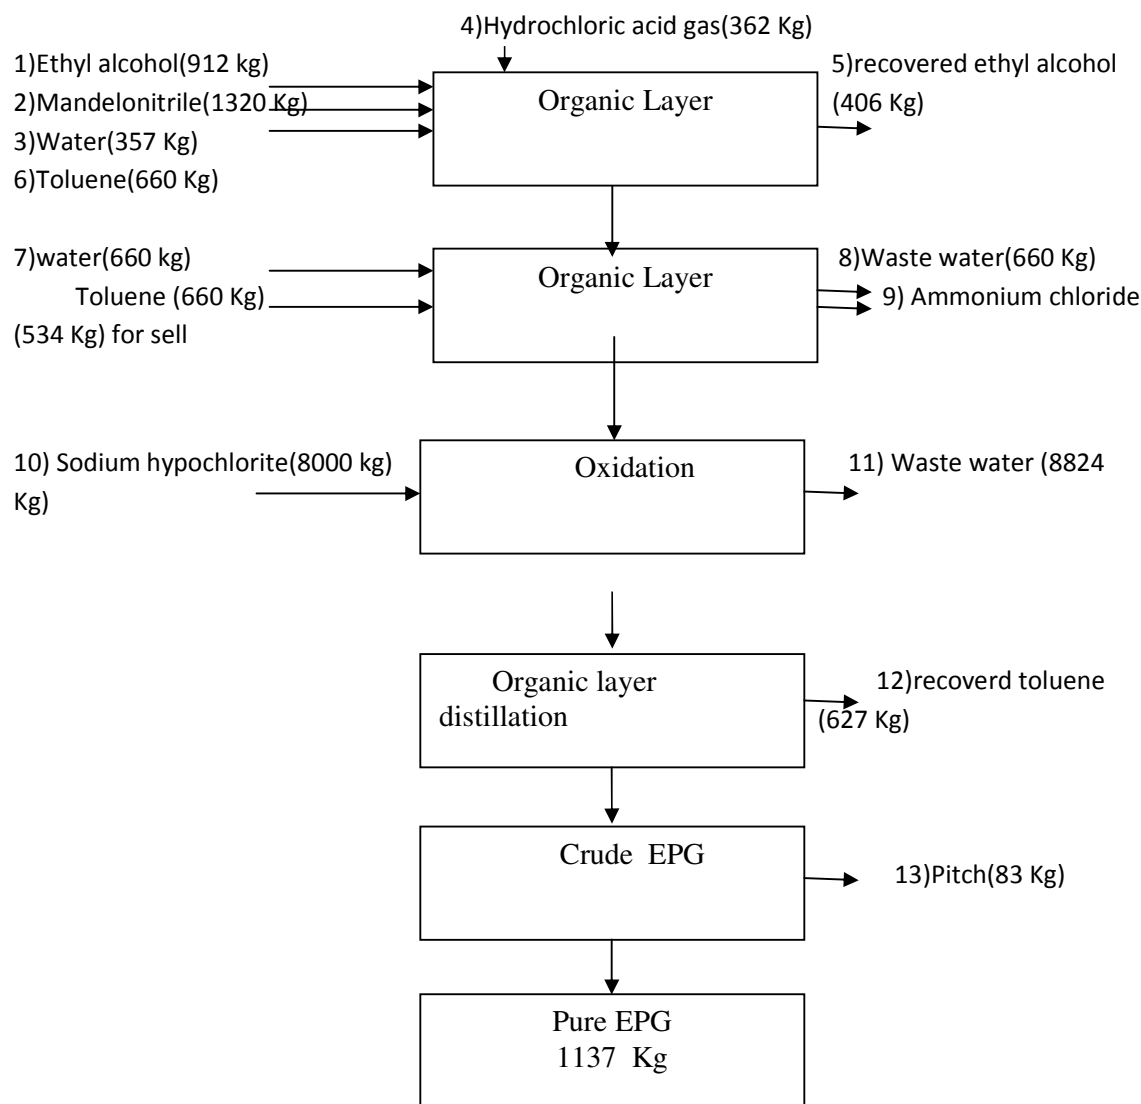 4)Hydrochloric acid gas(362 Kg)
1)Ethyl alcohol(912 kg)
5)recovered ethyl alcohol
2)Mandelonitrile(1320 Kg)
Organic Layer
(406 Kg)
3)Water(357 Kg)
6)Toluene(660 Kg)
7)water(660 kg)
8)Waste water(660 Kg)
Organic Layer
Toluene (660 Kg)
9) Ammonium chloride
(534 Kg) for sell
10) Sodium hypochlorite(8000 kg)
Oxidation
11) Waste water (8824
Kg)
Organic layer
12)recoverd toluene
distillation
(627 Kg)
Crude EPG
13)Pitch(83 Kg)
Pure EPG
1137 Kg